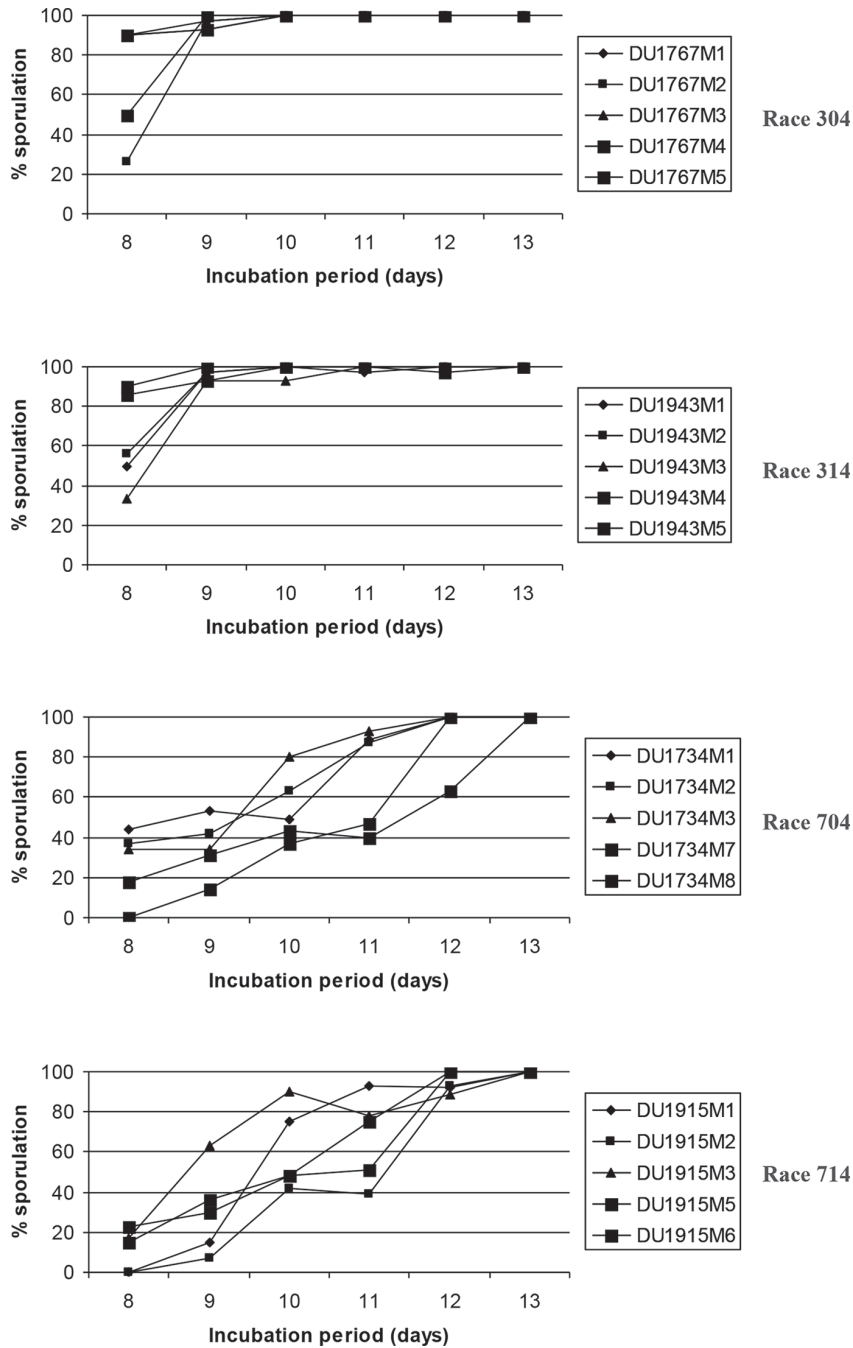 100
80
60
40
20
0
% sporulation
8 9 10 11 12 13
Incubation period (days)
DU1767M1
DU1767M2
DU1767M3
DU1767M4
DU1767M5
Race 304
100
80
60
40
20
0
% sporulation
8 9 10 11 12 13
Incubation period (days)
DU1943M1
DU1943M2
DU1943M3
DU1943M4
DU1943M5
Race 314
100
80
60
40
20
0
% sporulation
8 9 10 11 12 13
Incubation period (days)
DU1734M1
DU1734M2
DU1734M3
DU1734M7
DU1734M8
Race 704
100
80
60
40
20
0
% sporulation
8 9 10 11 12 13
Incubation period (days)
DU1915M1
DU1915M2
DU1915M3
DU1915M5
DU1915M6
Race 714